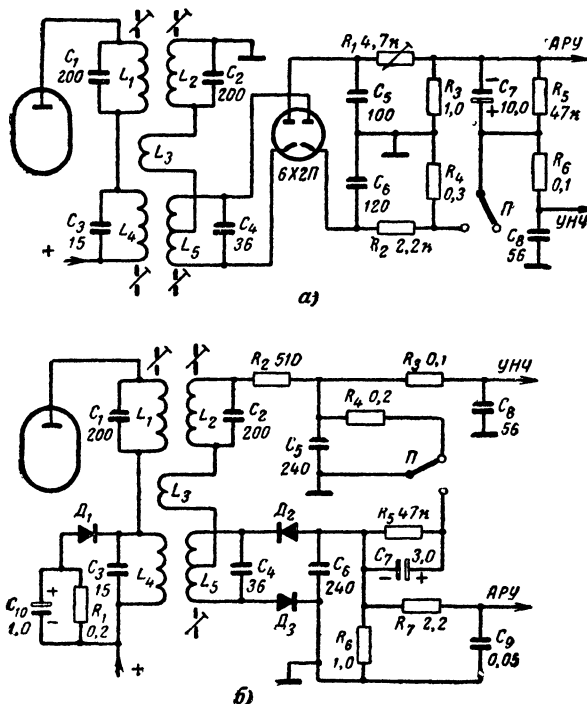 C1 200
L1
L2
C2 200
R1 4,7к
АРУ
C5 100
R3 1,0
C7 10,0
− +
R5 47к
L3
6Х2П
C3 15
L4
L5
C4 36
C6 120
R4 0,3
П
R6 0,1
УНЧ
+
R2 2,2к
C8 56
а)
R2 510
R3 0,1
УНЧ
C1 200
L1
L2
C2 200
R4 0,2
C8 56
C5 240
П
L3
Д1
Д2
R5 47к
C10 1,0
+ −
R1 0,2
C3 15
L4
L5
C4 36
C6 240
C7 3,0
− +
АРУ
Д3
R7 2,2
R6 1,0
C9 0,05
+
б)